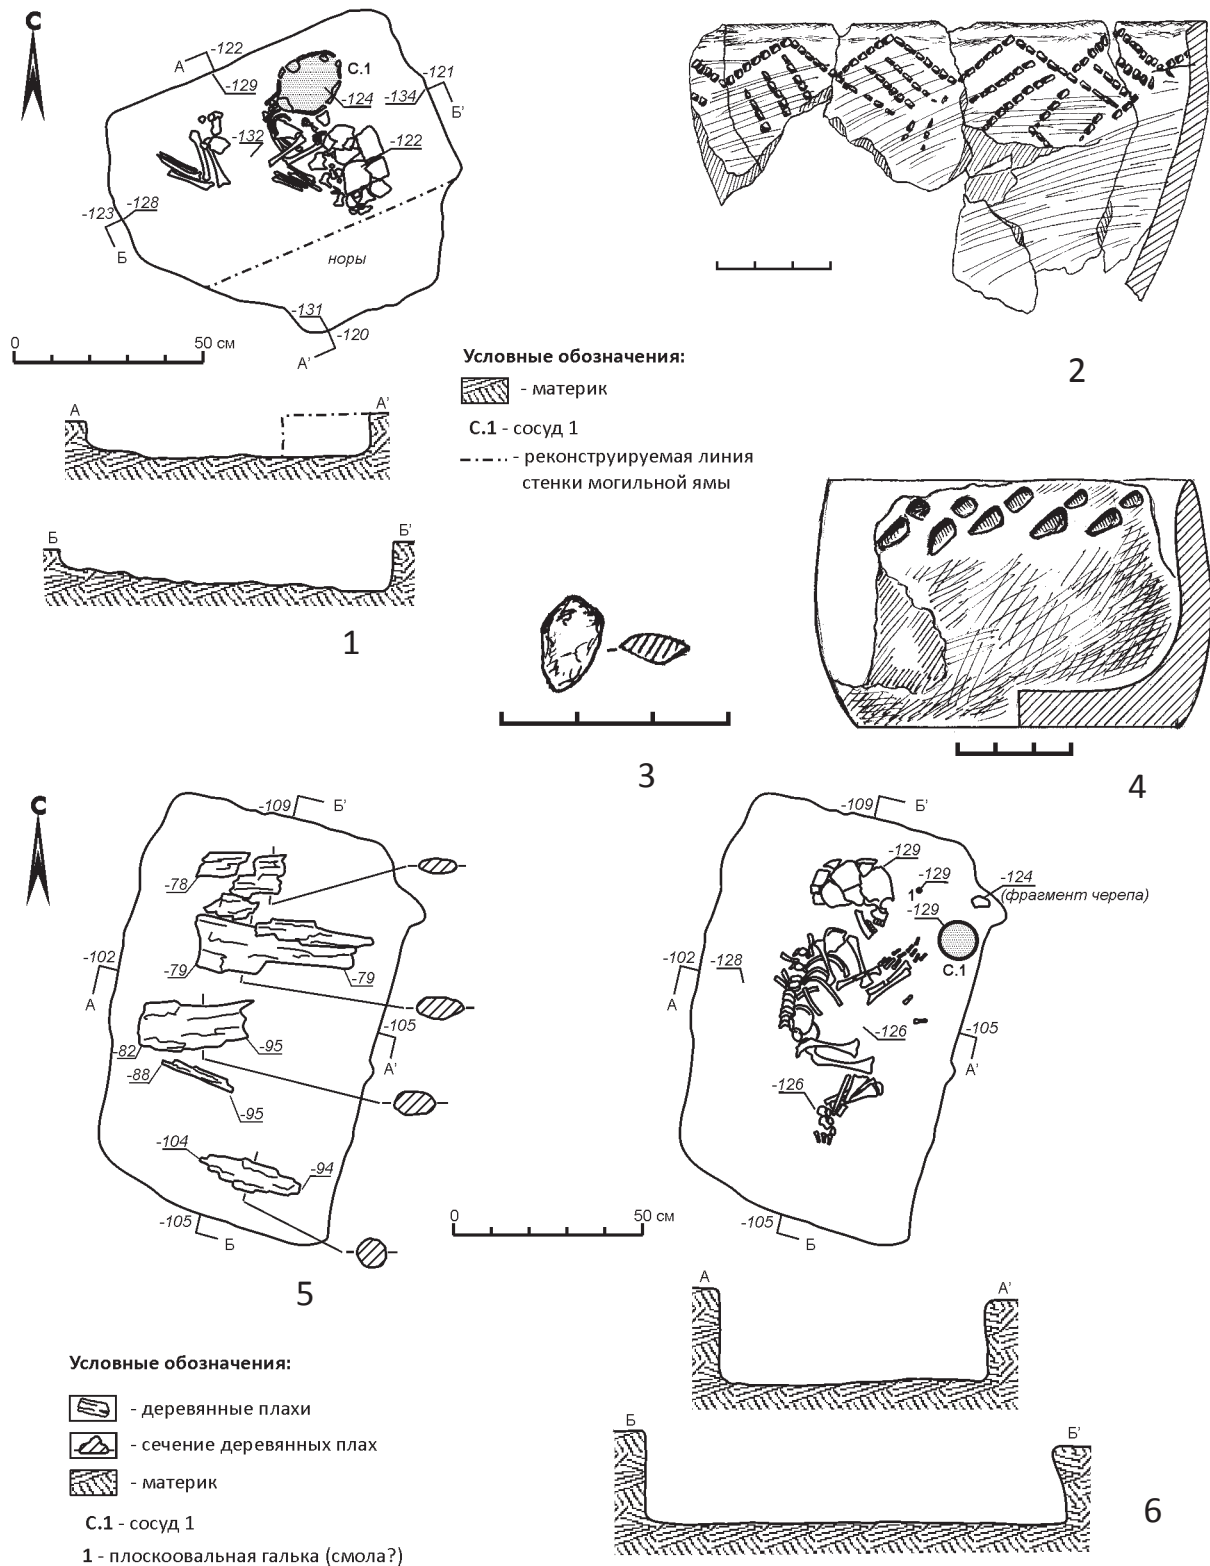 С
А
-122
-129
С.1
-124
-121
-134
Б'
-132
-122
-123
-128
Б
норы
-131
-120
А'
0
50 см
А
А'
Б
Б'
1
2
Условные обозначения:
- материк
С.1 - сосуд 1
- реконструируемая линия
стенки могильной ямы
3
4
С
-109
Б'
-78
-79
-79
-102
А
-105
А'
-82
-95
-88
-95
-104
-94
-105
Б
5
0
50 см
-109
Б'
-129
-129
1
-124
(фрагмент черепа)
-129
С.1
-102
А
-128
-126
-105
А'
-126
-105
Б
А
А'
Б
Б'
6
Условные обозначения:
- деревянные плахи
- сечение деревянных плах
- материк
С.1 - сосуд 1
1 - плоскоовальная галька (смола?)